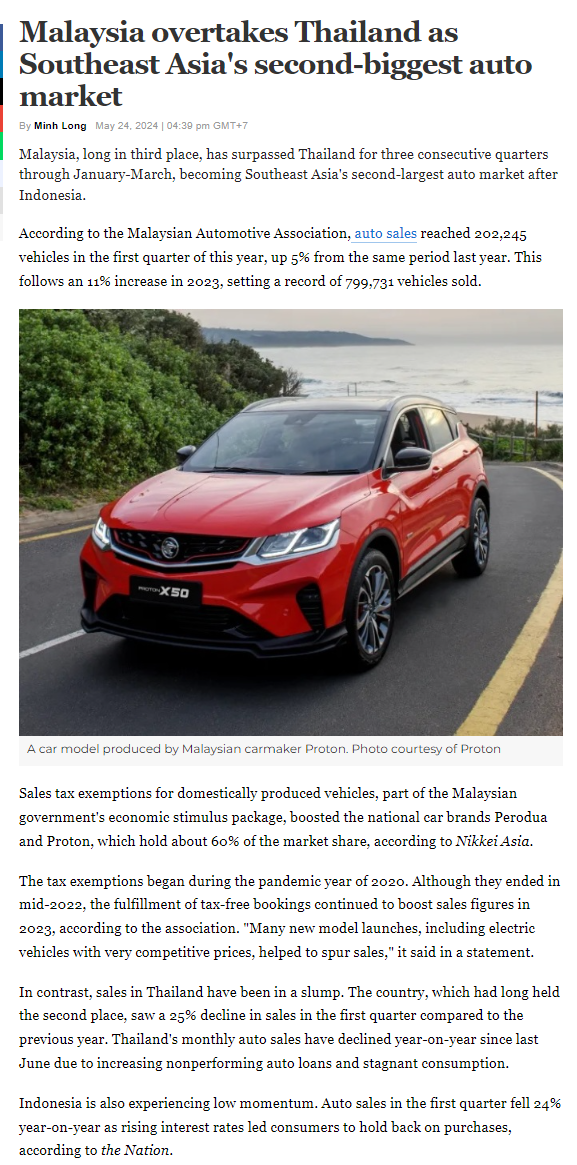 Malaysia overtakes Thailand as
Southeast Asia's second-biggest auto
market
By Minh Long May 24, 2024 | 04:39 pm GMT+7
Malaysia, long in third place, has surpassed Thailand for three consecutive quarters
through January-March, becoming Southeast Asia's second-largest auto market after
Indonesia.
According to the Malaysian Automotive Association, auto sales reached 202,245
vehicles in the first quarter of this year, up 5% from the same period last year. This
follows an 11% increase in 2023, setting a record of 799,731 vehicles sold.
PROTON X50
A car model produced by Malaysian carmaker Proton. Photo courtesy of Proton
Sales tax exemptions for domestically produced vehicles, part of the Malaysian
government's economic stimulus package, boosted the national car brands Perodua
and Proton, which hold about 60% of the market share, according to Nikkei Asia.
The tax exemptions began during the pandemic year of 2020. Although they ended in
mid-2022, the fulfillment of tax-free bookings continued to boost sales figures in
2023, according to the association. "Many new model launches, including electric
vehicles with very competitive prices, helped to spur sales," it said in a statement.
In contrast, sales in Thailand have been in a slump. The country, which had long held
the second place, saw a 25% decline in sales in the first quarter compared to the
previous year. Thailand's monthly auto sales have declined year-on-year since last
June due to increasing nonperforming auto loans and stagnant consumption.
Indonesia is also experiencing low momentum. Auto sales in the first quarter fell 24%
year-on-year as rising interest rates led consumers to hold back on purchases,
according to the Nation.